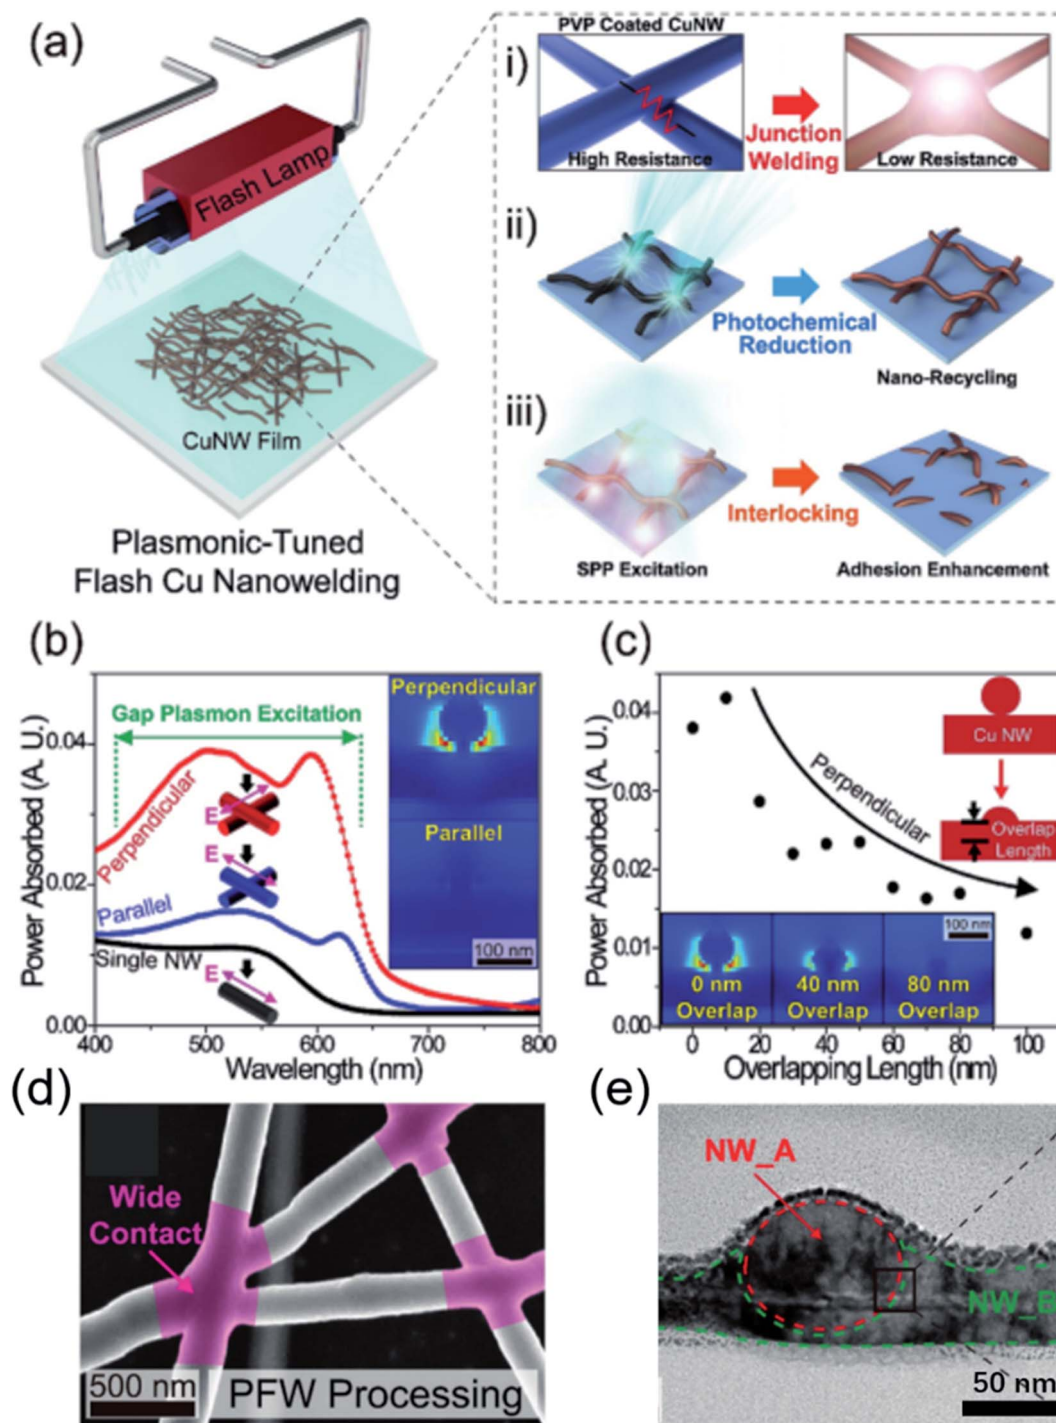 (a)
Flash Lamp
CuNW Film
Plasmonic-Tuned
Flash Cu Nanowelding
PVP Coated CuNW
i)
High Resistance
Junction
Welding
Low Resistance
ii)
Photochemical
Reduction
Nano-Recycling
iii)
Interlocking
SPP Excitation
Adhesion Enhancement
(b)
Power Absorbed (A. U.)
0.04
0.02
0.00
Gap Plasmon Excitation
Perpendicular
E
Parallel
E
Single NW
E
Perpendicular
Parallel
100 nm
400
500
600
700
800
Wavelength (nm)
(c)
Power Absorbed (A. U.)
0.04
0.03
0.02
0.01
0.00
Perpendicular
Cu NW
Overlap
Length
100 nm
0 nm
Overlap
40 nm
Overlap
80 nm
Overlap
0
20
40
60
80
100
Overlapping Length (nm)
(d)
Wide
Contact
500 nm
PFW Processing
(e)
NW_A
NW_B
50 nm